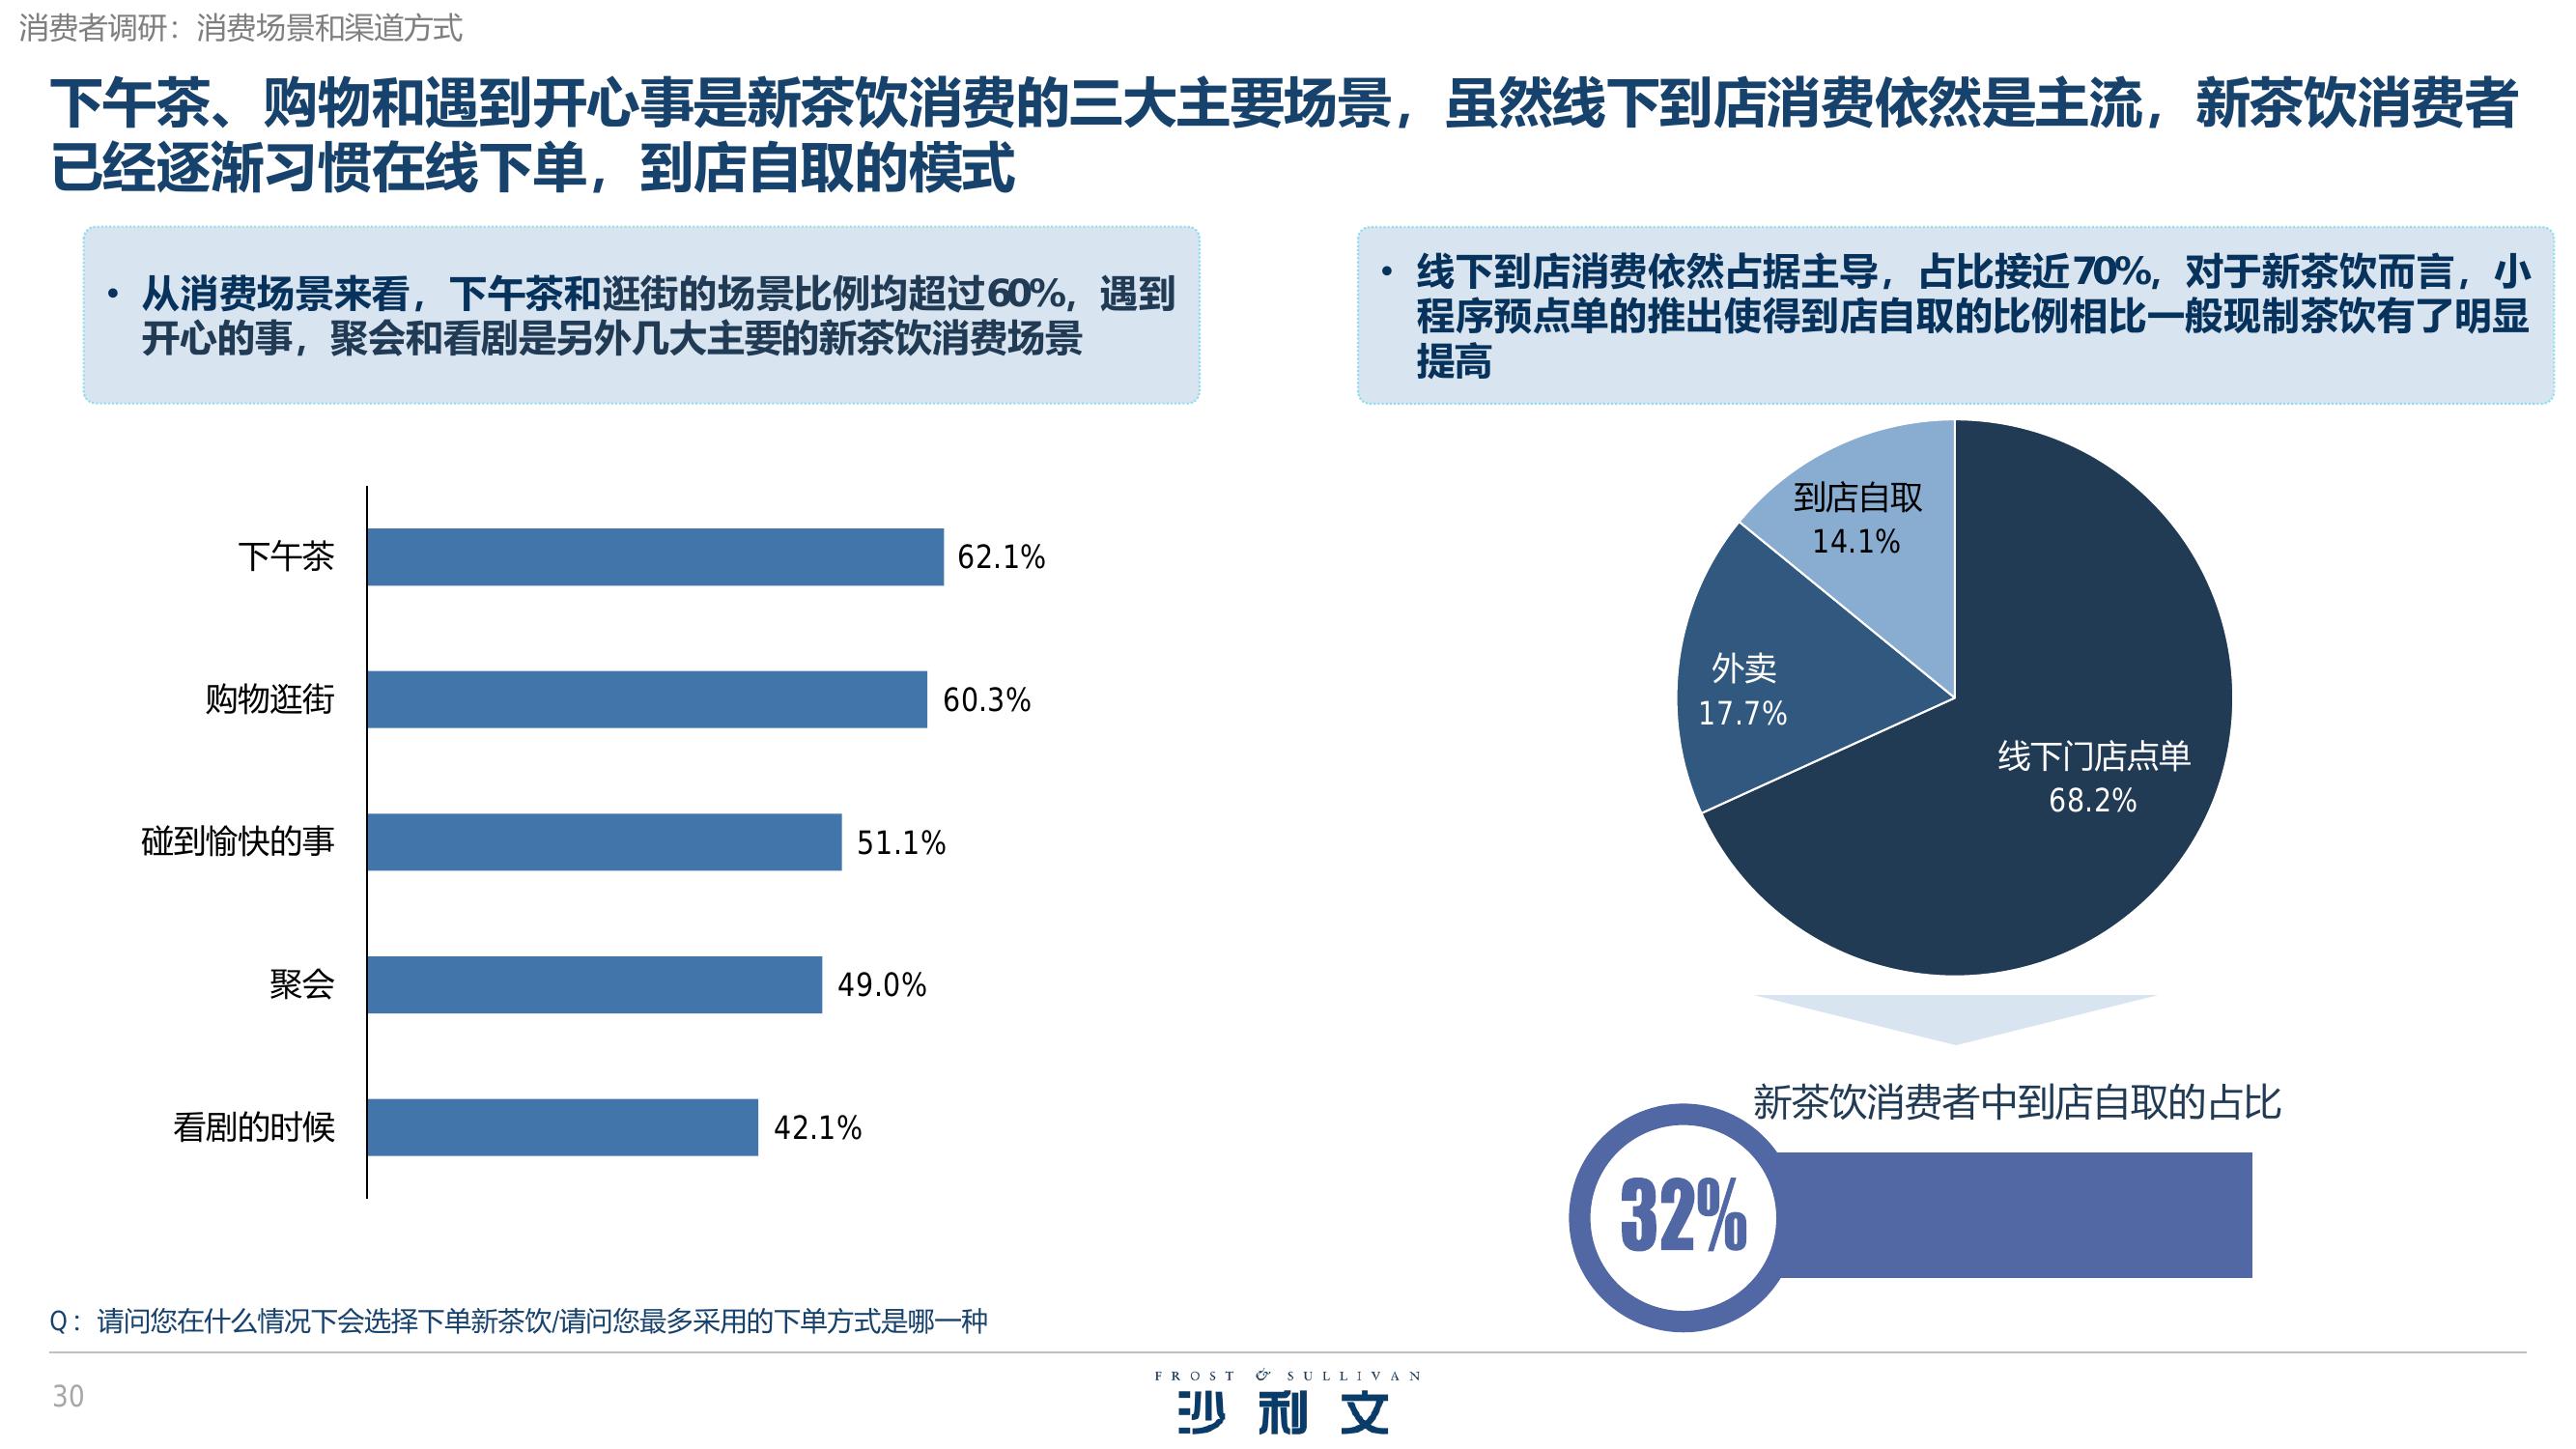 消费者调研：消费场景和渠道方式
下午茶、购物和遇到开心事是新茶饮消费的三大主要场景，虽然线下到店消费依然是主流，新茶饮消费者
已经逐渐习惯在线下单，到店自取的模式
• 从消费场景来看，下午茶和逛街的场景比例均超过60%，遇到
开心的事，聚会和看剧是另外几大主要的新茶饮消费场景
• 线下到店消费依然占据主导，占比接近70%，对于新茶饮而言，小
程序预点单的推出使得到店自取的比例相比一般现制茶饮有了明显
提高
下午茶 62.1%
购物逛街 60.3%
碰到愉快的事 51.1%
聚会 49.0%
看剧的时候 42.1%
到店自取
14.1%
外卖
17.7%
线下门店点单
68.2%
新茶饮消费者中到店自取的占比
32%
Q：请问您在什么情况下会选择下单新茶饮/请问您最多采用的下单方式是哪一种
30
FROST & SULLIVAN
沙利文